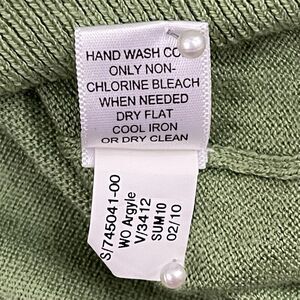 HAND WASH CO
ONLY NON-
CHLORINE BLEACH
WHEN NEEDED
DRY FLAT
COOL IRON
OR DRY CLEAN
S/745041-00
WO Argyle
V/3412
SUM10
02/10